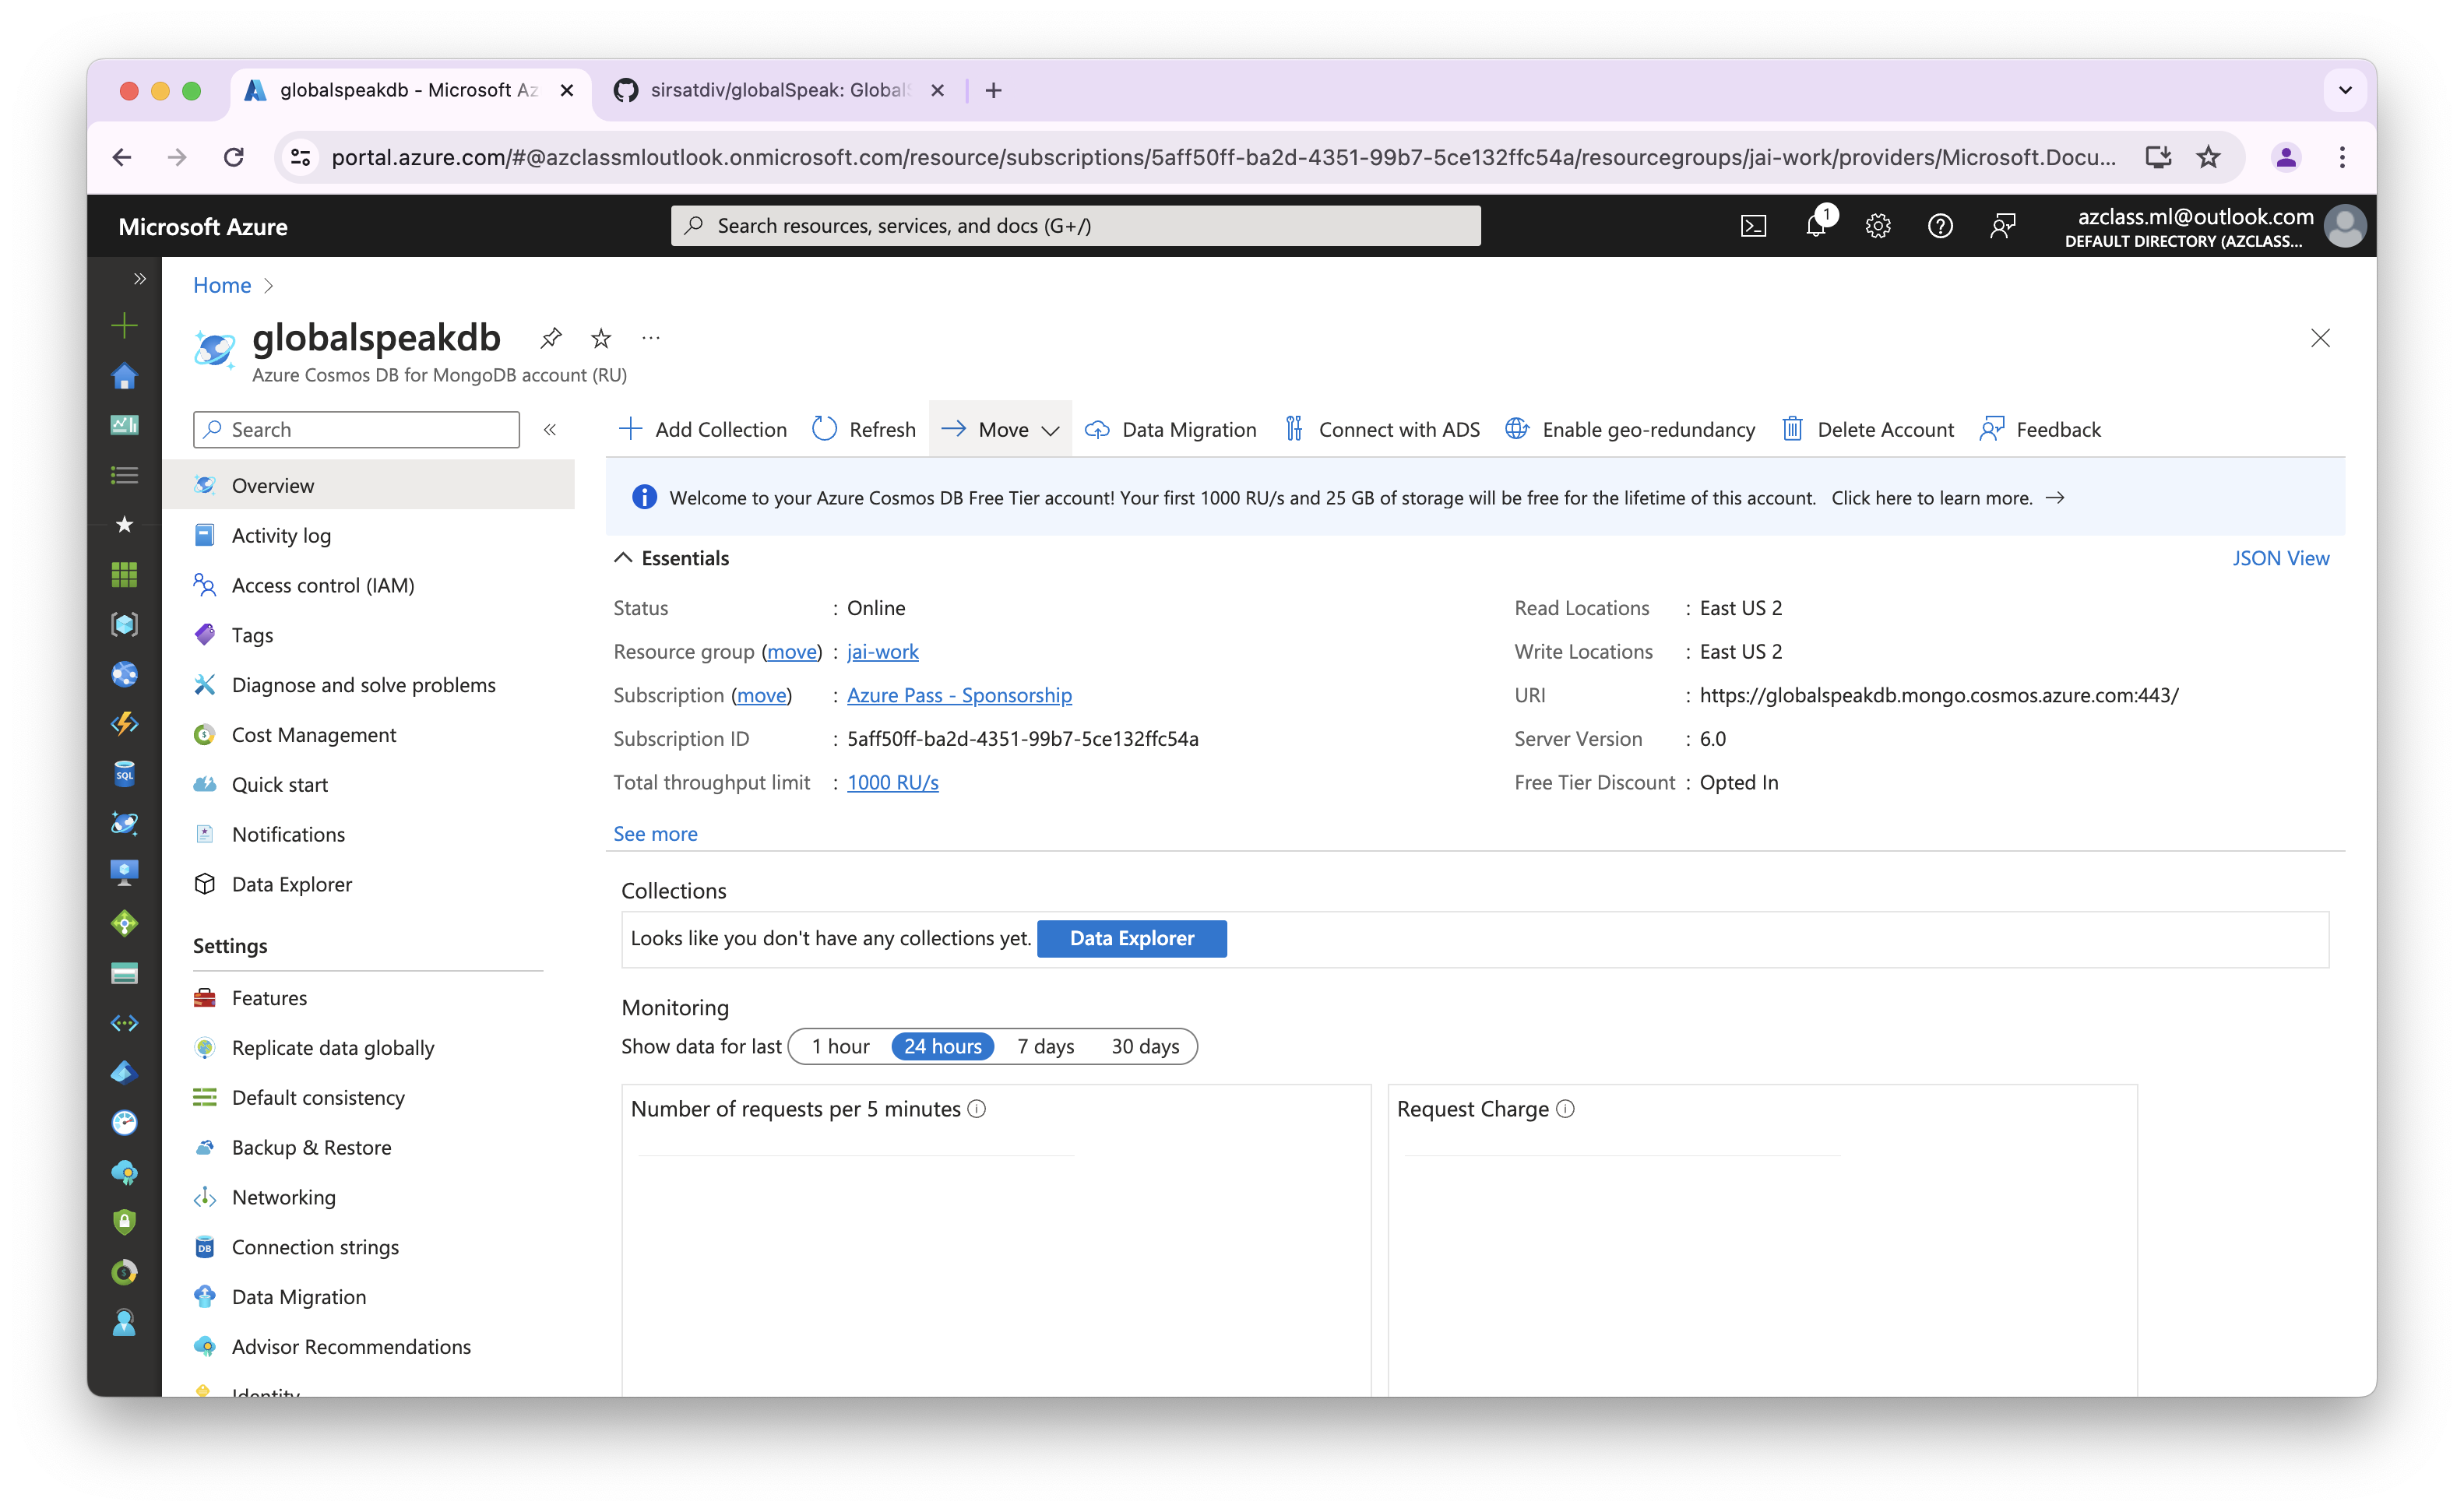 globalspeakdb - Microsoft Az
sirsatdiv/globalSpeak: Global
portal.azure.com/#@azclassmloutlook.onmicrosoft.com/resource/subscriptions/5aff50ff-ba2d-4351-99b7-5ce132ffc54a/resourcegroups/jai-work/providers/Microsoft.Docu...
Microsoft Azure
Search resources, services, and docs (G+/)
1
azclass.ml@outlook.com
DEFAULT DIRECTORY (AZCLASS...
Home
globalspeakdb
Azure Cosmos DB for MongoDB account (RU)
Search
Add Collection
Refresh
Move
Data Migration
Connect with ADS
Enable geo-redundancy
Delete Account
Feedback
Overview
Activity log
Access control (IAM)
Tags
Diagnose and solve problems
Cost Management
Quick start
Notifications
Data Explorer
Settings
Features
Replicate data globally
Default consistency
Backup & Restore
Networking
Connection strings
Data Migration
Advisor Recommendations
Identity
SQL
DB
Welcome to your Azure Cosmos DB Free Tier account! Your first 1000 RU/s and 25 GB of storage will be free for the lifetime of this account. Click here to learn more.
Essentials
JSON View
Status : Online
Resource group (move) : jai-work
Subscription (move) : Azure Pass - Sponsorship
Subscription ID : 5aff50ff-ba2d-4351-99b7-5ce132ffc54a
Total throughput limit : 1000 RU/s
See more
Read Locations : East US 2
Write Locations : East US 2
URI : https://globalspeakdb.mongo.cosmos.azure.com:443/
Server Version : 6.0
Free Tier Discount : Opted In
Collections
Looks like you don't have any collections yet. Data Explorer
Monitoring
Show data for last 1 hour 24 hours 7 days 30 days
Number of requests per 5 minutes
Request Charge